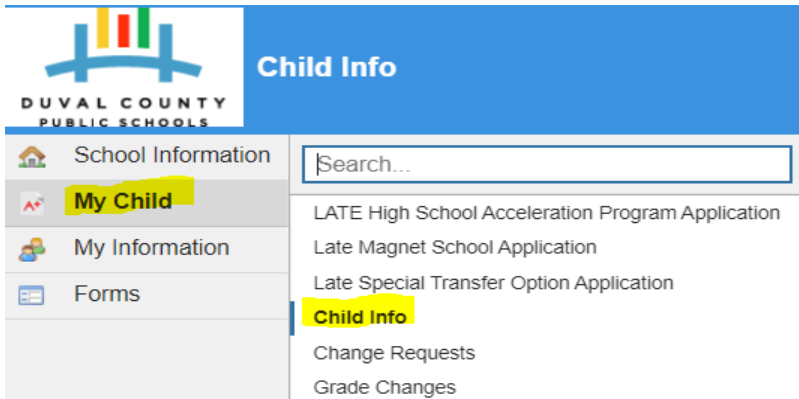 DUVAL COUNTY
PUBLIC SCHOOLS
Child Info
School Information
My Child
My Information
Forms
Search...
LATE High School Acceleration Program Application
Late Magnet School Application
Late Special Transfer Option Application
Child Info
Change Requests
Grade Changes